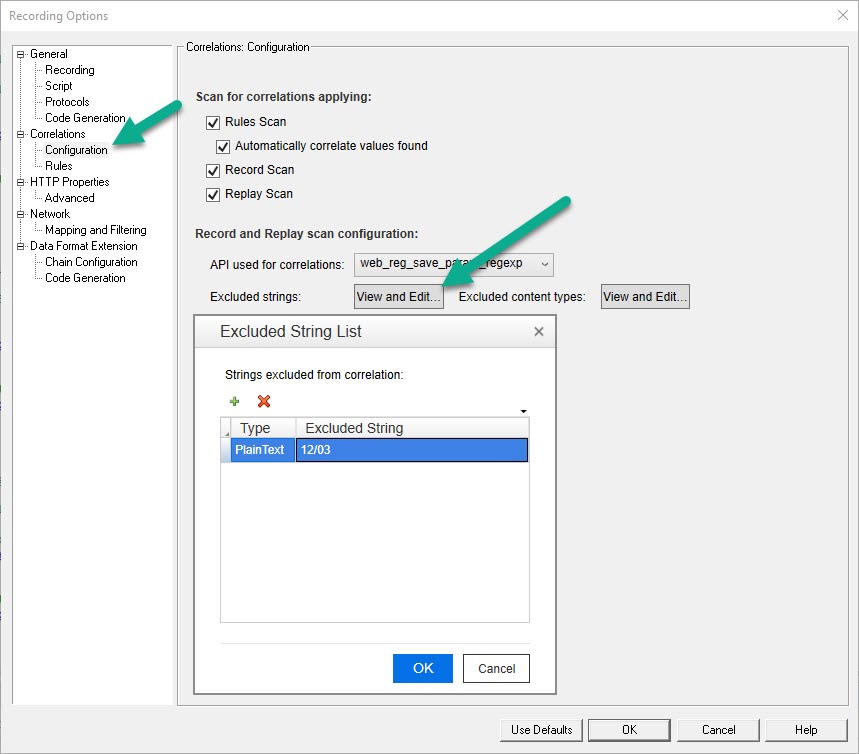 Recording Options
General
Recording
Script
Protocols
Code Generation
Correlations
Configuration
Rules
HTTP Properties
Advanced
Network
Mapping and Filtering
Data Format Extension
Chain Configuration
Code Generation
Correlations: Configuration
Scan for correlations applying:
Rules Scan
Automatically correlate values found
Record Scan
Replay Scan
Record and Replay scan configuration:
API used for correlations: web_reg_save_param_regexp
Excluded strings: View and Edit... Excluded content types: View and Edit...
Excluded String List
Strings excluded from correlation:
Type Excluded String
PlainText 12/03
OK Cancel
Use Defaults OK Cancel Help